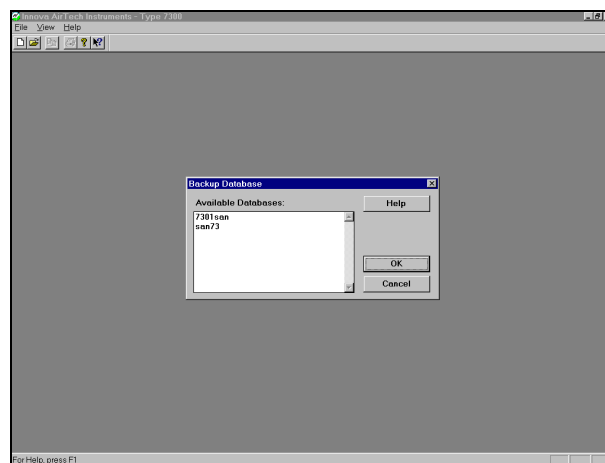 Innova AirTech Instruments - Type 7300
File View Help
Backup Database
Available Databases:
Help
7301san
san73
OK
Cancel
For Help, press F1